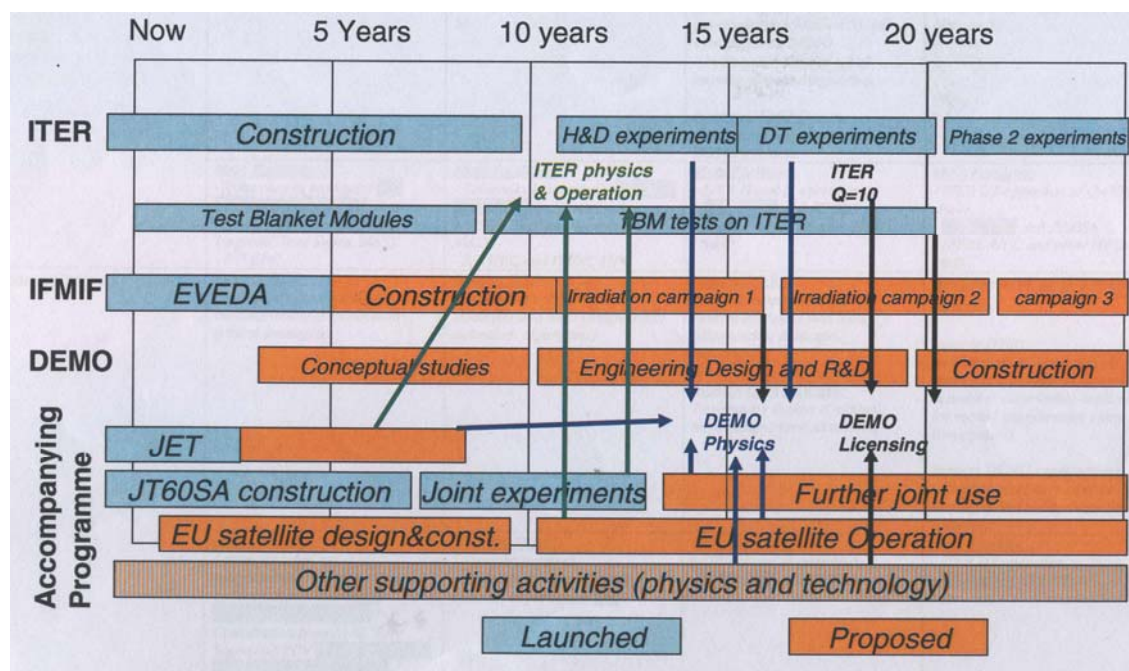 Now 5 Years 10 years 15 years 20 years
ITER
Construction
H&D experiments
DT experiments
Phase 2 experiments
ITER physics
& Operation
ITER
Q=10
Test Blanket Modules
TBM tests on ITER
IFMIF
EVEDA
Construction
Irradiation campaign 1
Irradiation campaign 2
campaign 3
DEMO
Conceptual studies
Engineering Design and R&D
Construction
Accompanying
Programme
JET
DEMO
Physics
DEMO
Licensing
JT60SA construction
Joint experiments
Further joint use
EU satellite design&const.
EU satellite Operation
Other supporting activities (physics and technology)
Launched
Proposed